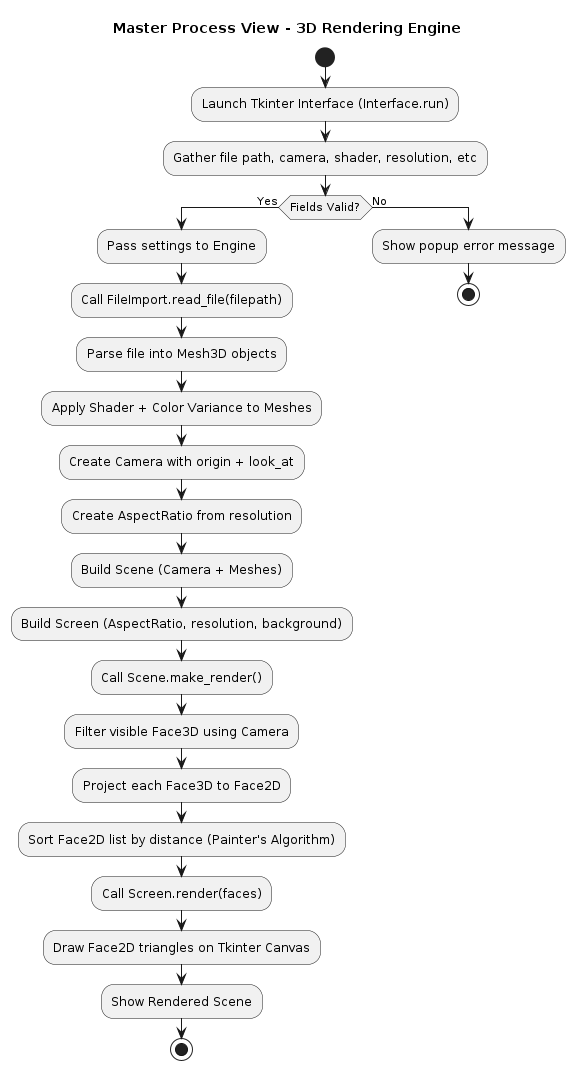 Master Process View - 3D Rendering Engine
Launch Tkinter Interface (Interface.run)
Gather file path, camera, shader, resolution, etc
Fields Valid?
Yes
No
Pass settings to Engine
Show popup error message
Call FileImport.read_file(filepath)
Parse file into Mesh3D objects
Apply Shader + Color Variance to Meshes
Create Camera with origin + look_at
Create AspectRatio from resolution
Build Scene (Camera + Meshes)
Build Screen (AspectRatio, resolution, background)
Call Scene.make_render()
Filter visible Face3D using Camera
Project each Face3D to Face2D
Sort Face2D list by distance (Painter's Algorithm)
Call Screen.render(faces)
Draw Face2D triangles on Tkinter Canvas
Show Rendered Scene